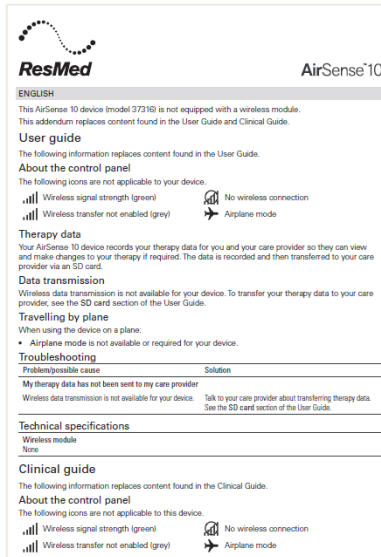 ResMed
AirSense™10
ENGLISH
This AirSense 10 device (model 37316) is not equipped with a wireless module.
This addendum replaces content found in the User Guide and Clinical Guide.
User guide
The following information replaces content found in the User Guide.
About the control panel
The following icons are not applicable to your device.
Wireless signal strength (green) No wireless connection
Wireless transfer not enabled (grey) Airplane mode
Therapy data
Your AirSense 10 device records your therapy data for you and your care provider so they can view
and make changes to your therapy if required. The data is recorded and then transferred to your care
provider via an SD card.
Data transmission
Wireless data transmission is not available for your device. To transfer your therapy data to your care
provider, see the SD card section of the User Guide.
Travelling by plane
When using the device on a plane:
• Airplane mode is not available or required for your device.
Troubleshooting
Problem/possible cause Solution
My therapy data has not been sent to my care provider
Wireless data transmission is not available for your device. Talk to your care provider about transferring therapy data.
See the SD card section of the User Guide.
Technical specifications
Wireless module
None
Clinical guide
The following information replaces content found in the Clinical Guide.
About the control panel
The following icons are not applicable to this device.
Wireless signal strength (green) No wireless connection
Wireless transfer not enabled (grey) Airplane mode